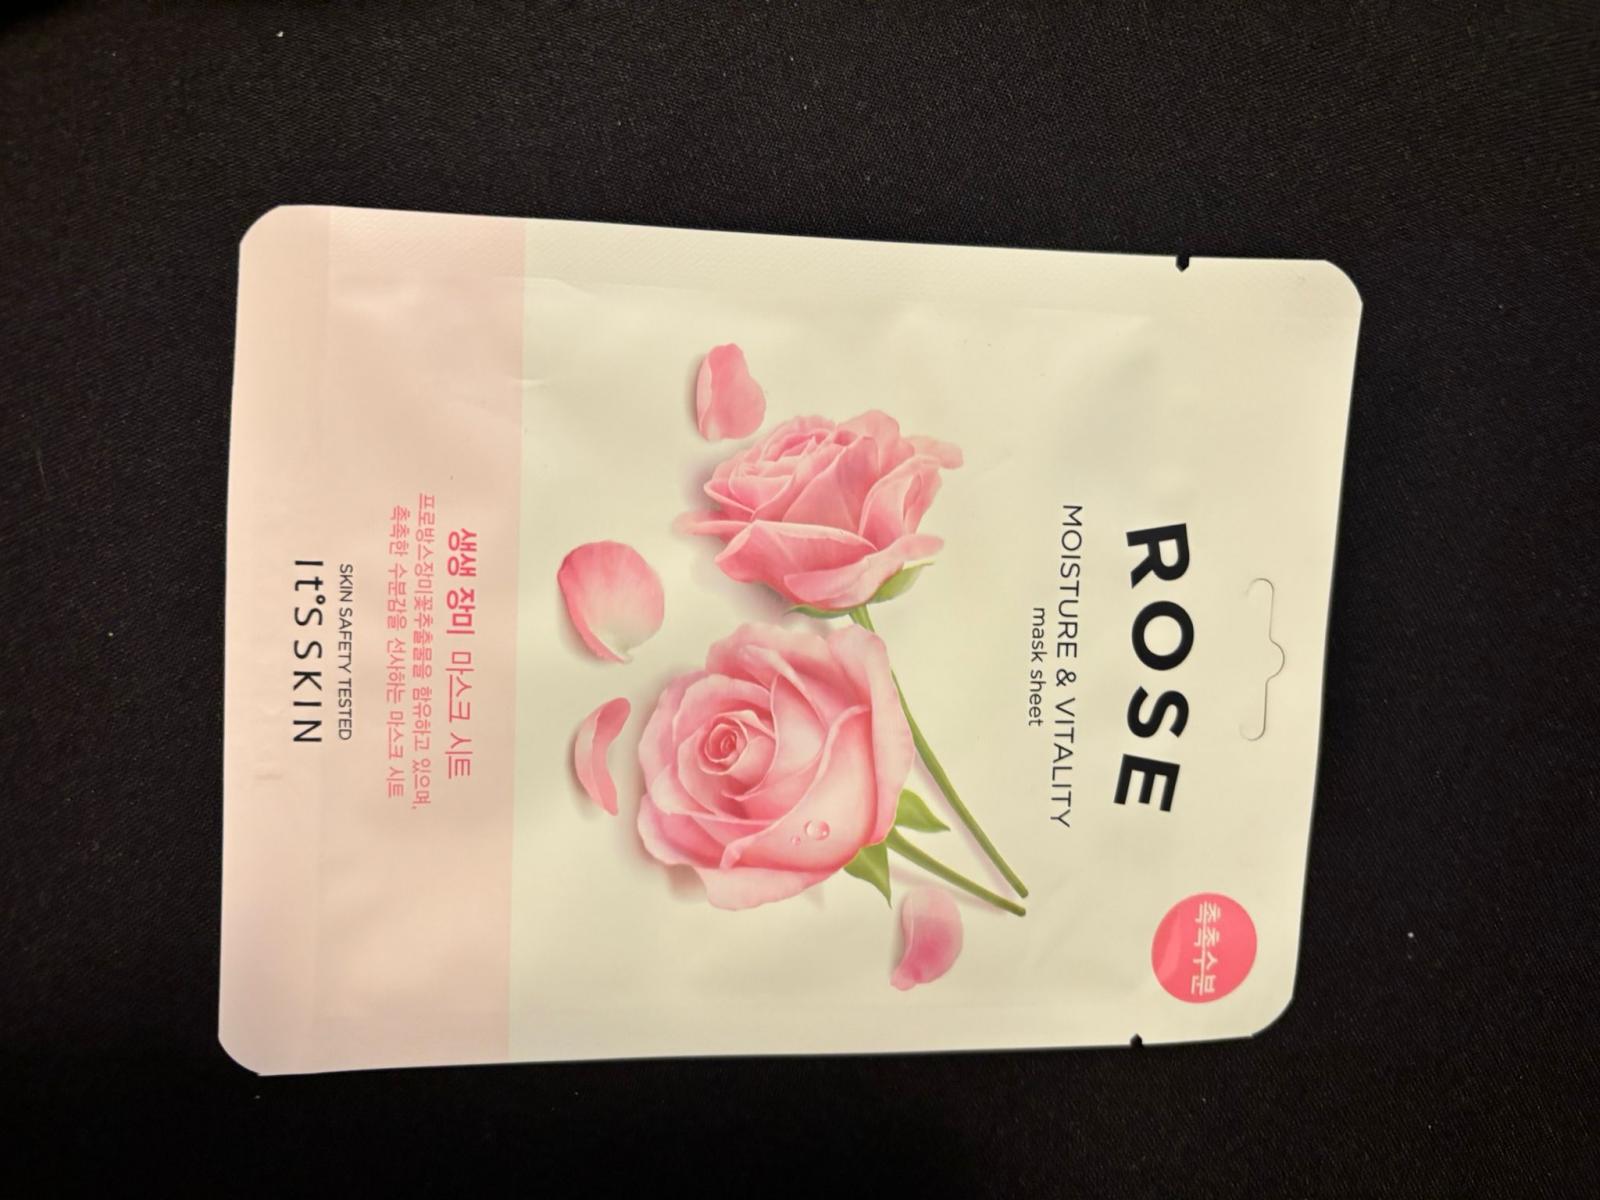 촉촉수분
ROSE
MOISTURE & VITALITY
mask sheet
생생 장미 마스크 시트
프로방스장미꽃추출물을 함유하고 있으며,
촉촉한 수분감을 선사하는 마스크 시트
SKIN SAFETY TESTED
It's SKIN